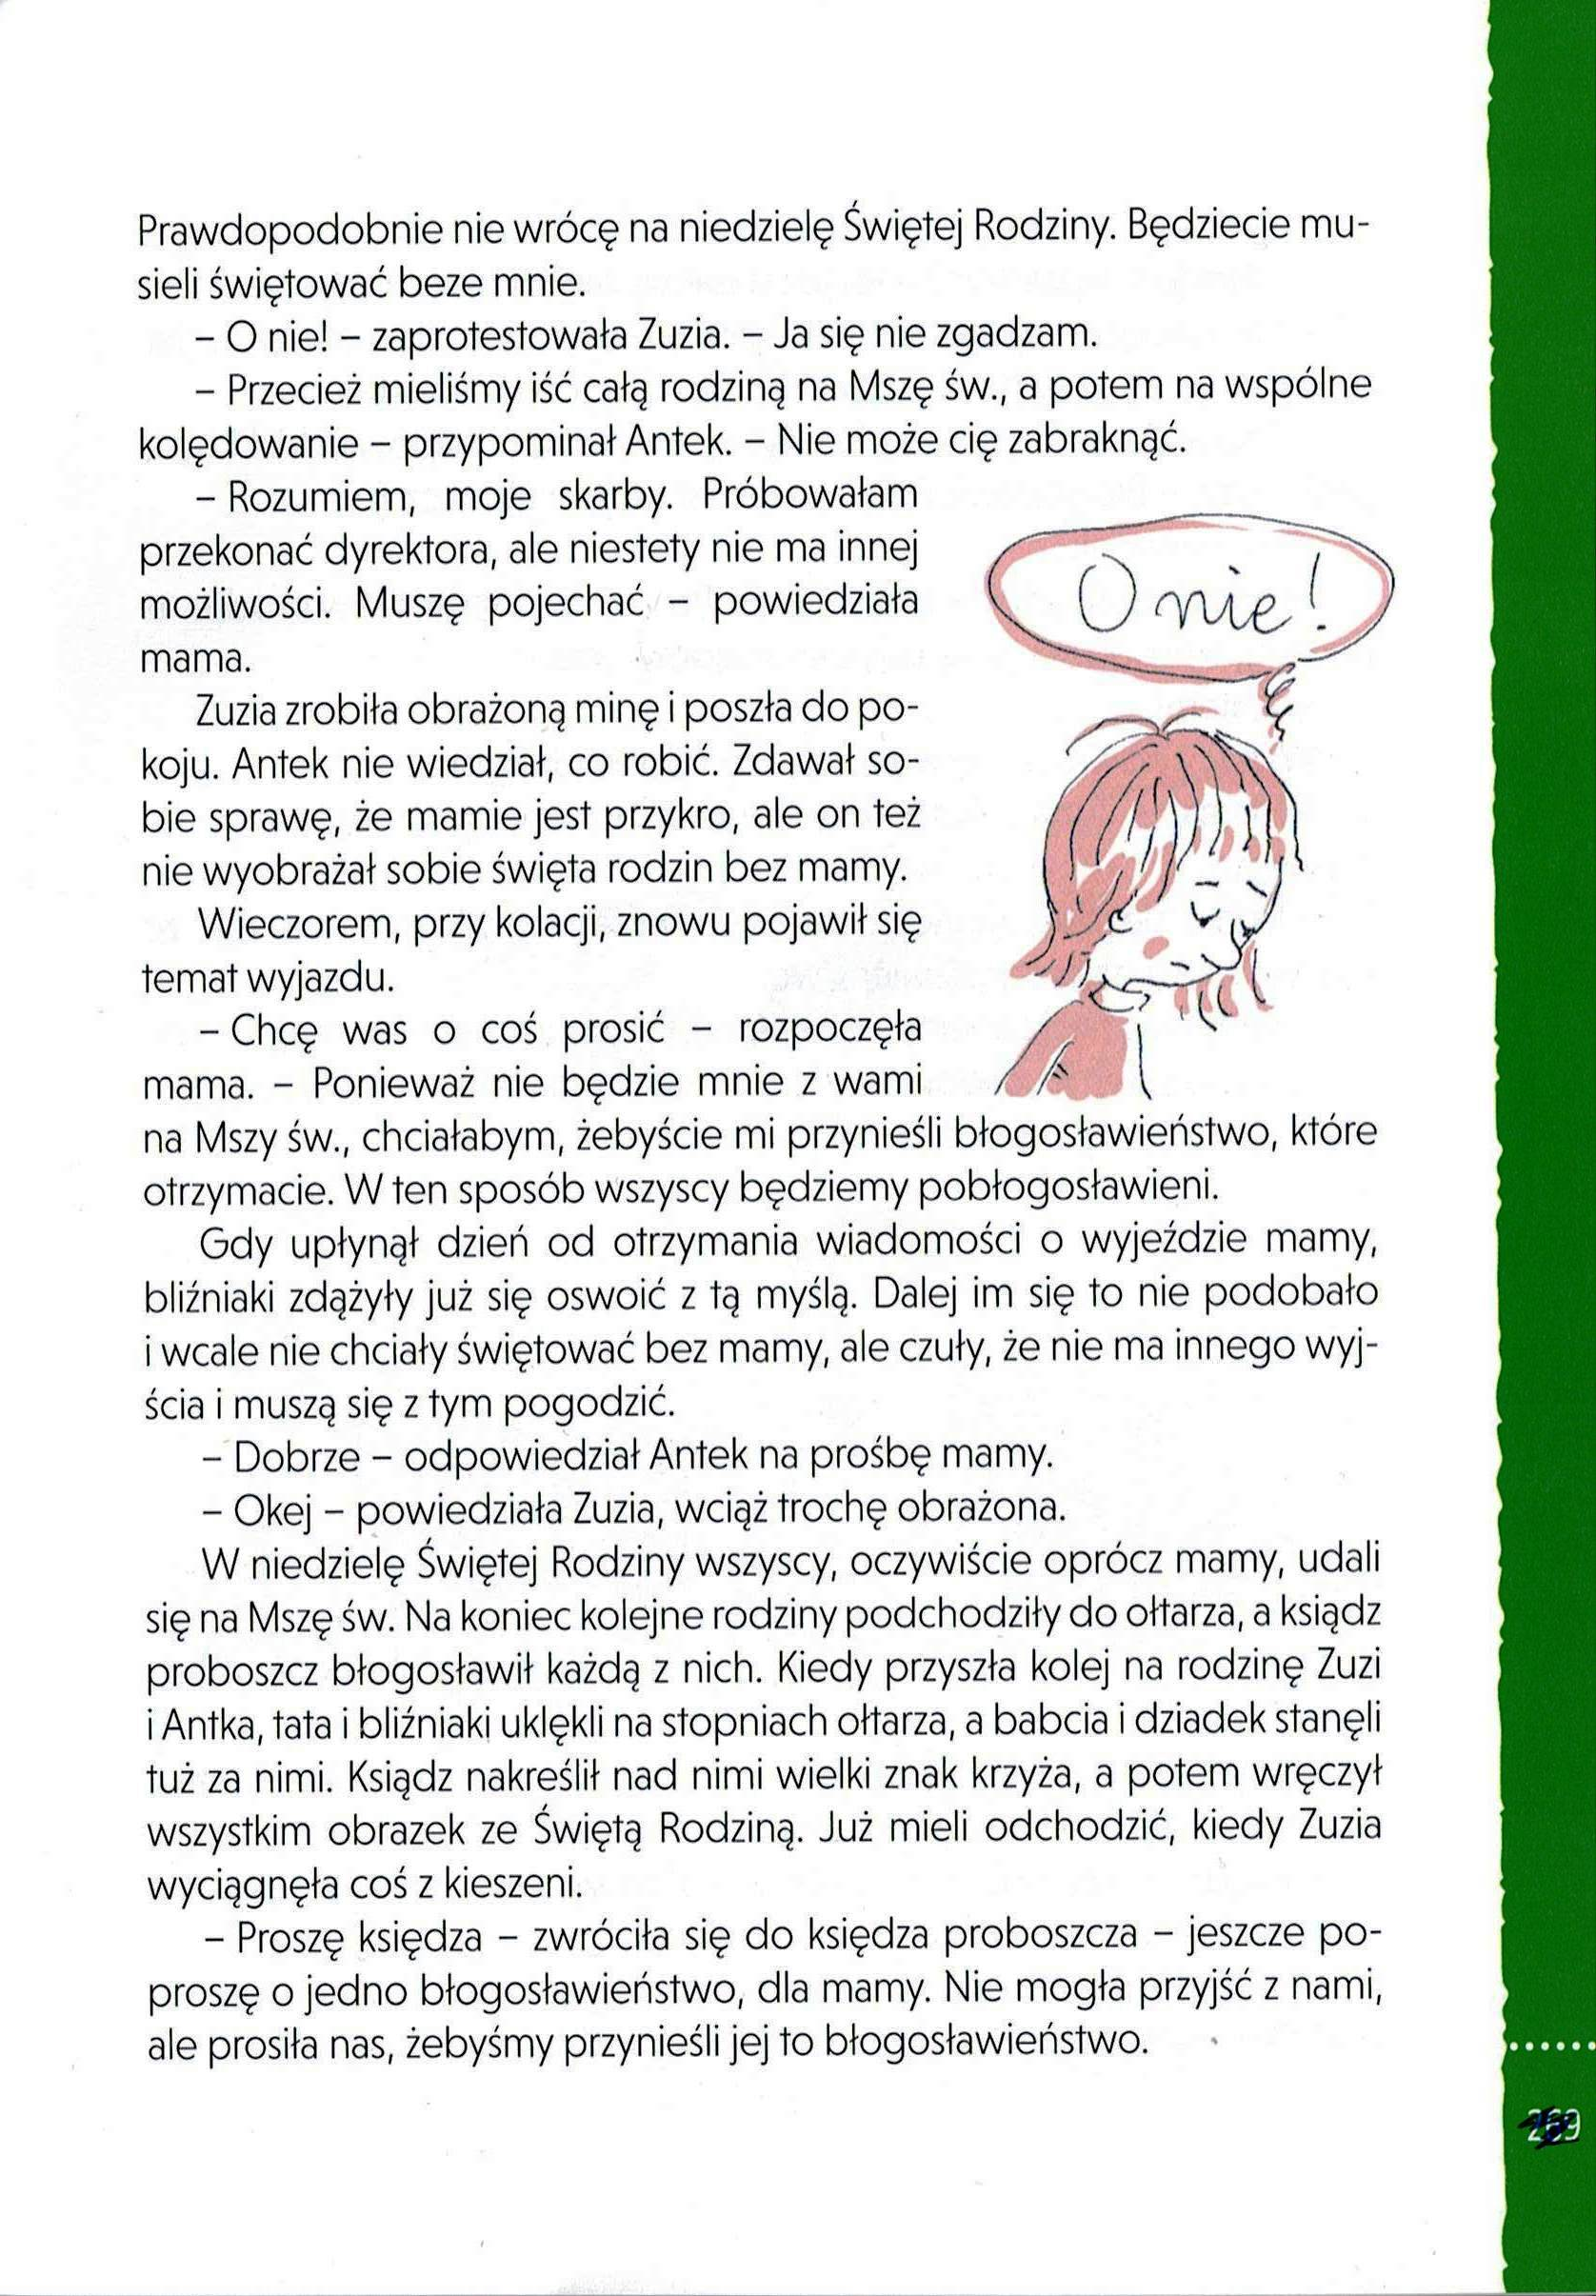 Prawdopodobnie nie wrócę na niedzielę Świętej Rodziny. Będziecie mu-
sieli świętować beze mnie.
– O nie! – zaprotestowała Zuzia. – Ja się nie zgadzam.
– Przecież mieliśmy iść całą rodziną na Mszę św., a potem na wspólne
kolędowanie – przypominał Antek. – Nie może cię zabraknąć.
– Rozumiem, moje skarby. Próbowałam
przekonać dyrektora, ale niestety nie ma innej
możliwości. Muszę pojechać – powiedziała
mama.
Zuzia zrobiła obrażoną minę i poszła do po-
koju. Antek nie wiedział, co robić. Zdawał so-
bie sprawę, że mamie jest przykro, ale on też
nie wyobrażał sobie święta rodzin bez mamy.
Wieczorem, przy kolacji, znowu pojawił się
temat wyjazdu.
– Chcę was o coś prosić – rozpoczęła
mama. – Ponieważ nie będzie mnie z wami
O nie!
na Mszy św., chciałabym, żebyście mi przynieśli błogosławieństwo, które
otrzymacie. W ten sposób wszyscy będziemy pobłogosławieni.
Gdy upłynął dzień od otrzymania wiadomości o wyjeździe mamy,
bliźniaki zdążyły już się oswoić z tą myślą. Dalej im się to nie podobało
i wcale nie chciały świętować bez mamy, ale czuły, że nie ma innego wyj-
ścia i muszą się z tym pogodzić.
– Dobrze – odpowiedział Antek na prośbę mamy.
– Okej – powiedziała Zuzia, wciąż trochę obrażona.
W niedzielę Świętej Rodziny wszyscy, oczywiście oprócz mamy, udali
się na Mszę św. Na koniec kolejne rodziny podchodziły do ołtarza, a ksiądz
proboszcz błogosławił każdą z nich. Kiedy przyszła kolej na rodzinę Zuzi
i Antka, tata i bliźniaki uklękli na stopniach ołtarza, a babcia i dziadek stanęli
tuż za nimi. Ksiądz nakreślił nad nimi wielki znak krzyża, a potem wręczył
wszystkim obrazek ze Świętą Rodziną. Już mieli odchodzić, kiedy Zuzia
wyciągnęła coś z kieszeni.
– Proszę księdza – zwróciła się do księdza proboszcza – jeszcze po-
proszę o jedno błogosławieństwo, dla mamy. Nie mogła przyjść z nami,
ale prosiła nas, żebyśmy przynieśli jej to błogosławieństwo.